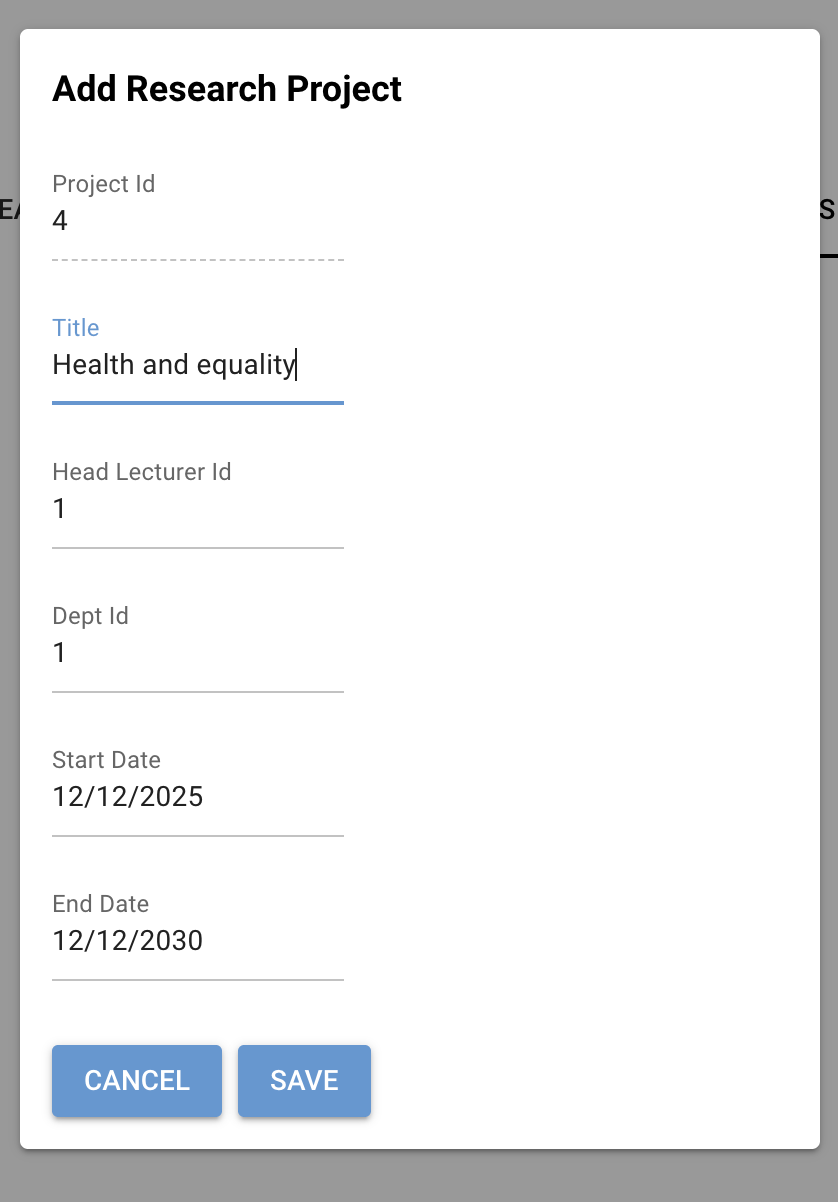 Add Research Project
Project Id
4
Title
Health and equality
Head Lecturer Id
1
Dept Id
1
Start Date
12/12/2025
End Date
12/12/2030
CANCEL SAVE